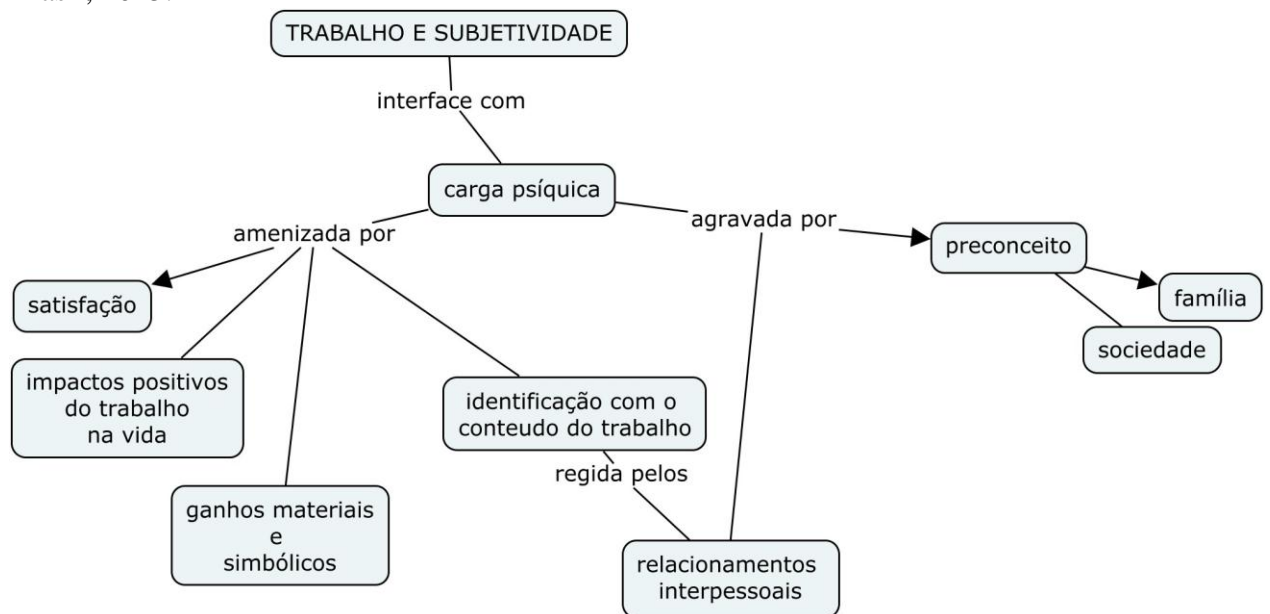 TRABALHO E SUBJETIVIDADE
interface com
carga psíquica
amenizada por
agravada por
preconceito
família
sociedade
satisfação
impactos positivos
do trabalho
na vida
identificação com o
conteudo do trabalho
regida pelos
ganhos materiais
e
simbólicos
relacionamentos
interpessoais